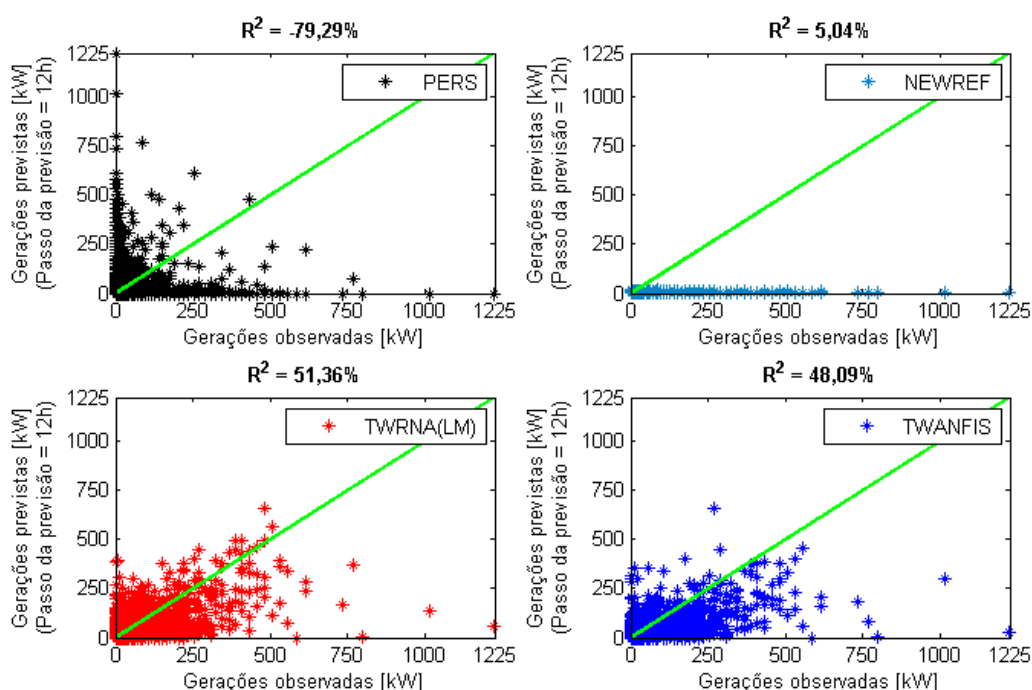 R² = -79,29%
Gerações previstas [kW]
(Passo da previsão = 12h)
1225
1000
750
500
250
0
PERS
0 250 500 750 1000 1225
Gerações observadas [kW]
R² = 5,04%
Gerações previstas [kW]
(Passo da previsão = 12h)
1225
1000
750
500
250
0
NEWREF
0 250 500 750 1000 1225
Gerações observadas [kW]
R² = 51,36%
Gerações previstas [kW]
(Passo da previsão = 12h)
1225
1000
750
500
250
0
TWRNA(LM)
0 250 500 750 1000 1225
Gerações observadas [kW]
R² = 48,09%
Gerações previstas [kW]
(Passo da previsão = 12h)
1225
1000
750
500
250
0
TWANFIS
0 250 500 750 1000 1225
Gerações observadas [kW]